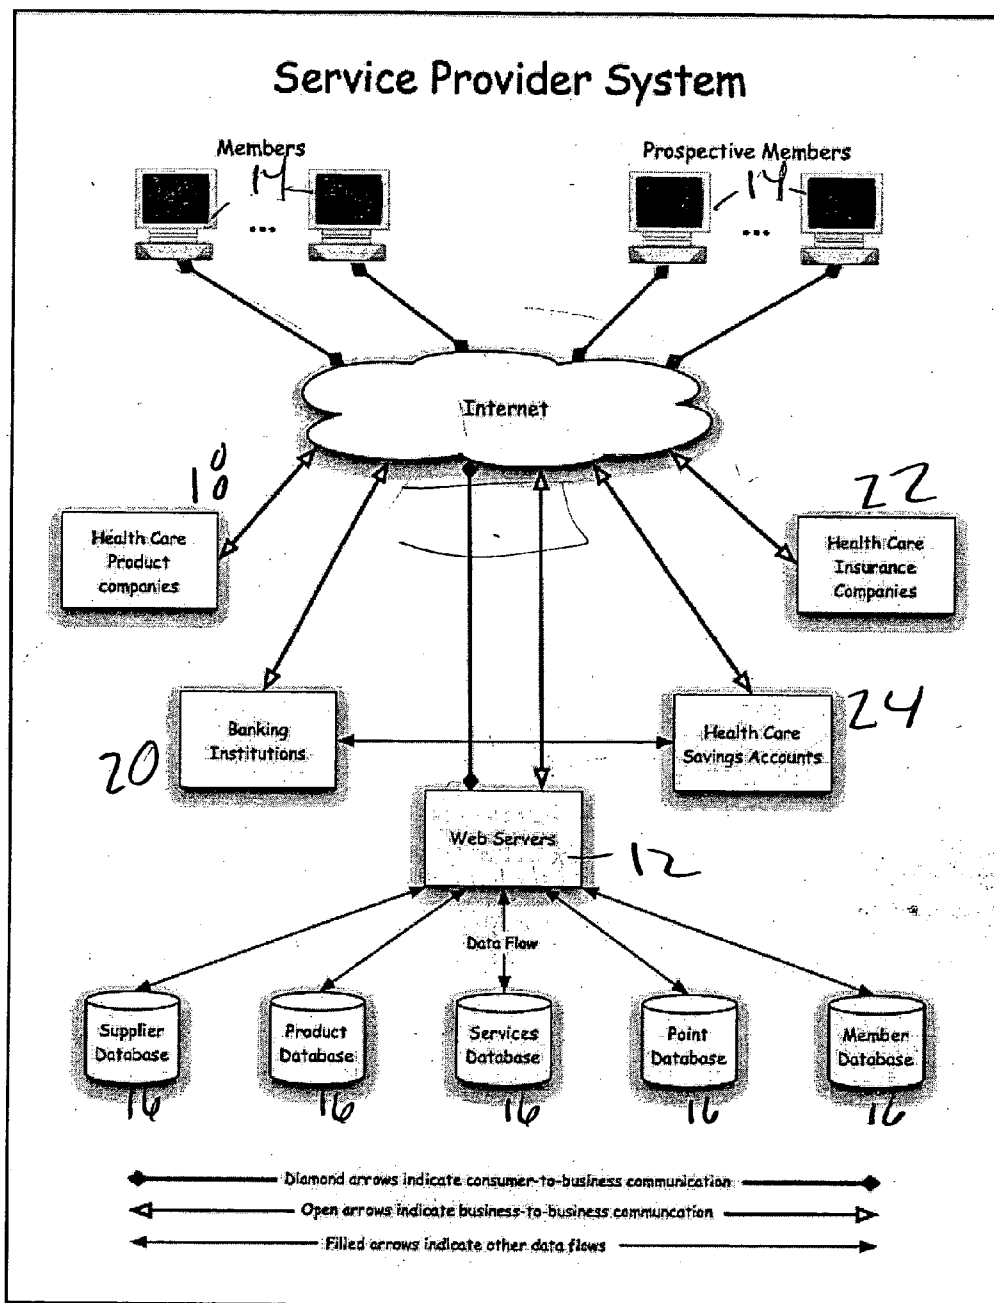 Service Provider System
Members
Prospective Members
14
14
...
...
Internet
18
22
Health Care
Product
companies
Health Care
Insurance
Companies
Banking
Institutions
20
Health Care
Savings Accounts
24
Web Servers
12
Data Flow
Supplier
Database
Product
Database
Services
Database
Point
Database
Member
Database
16
16
16
16
16
Diamond arrows indicate consumer-to-business communication
Open arrows indicate business-to-business communcation
Filled arrows indicate other data flows